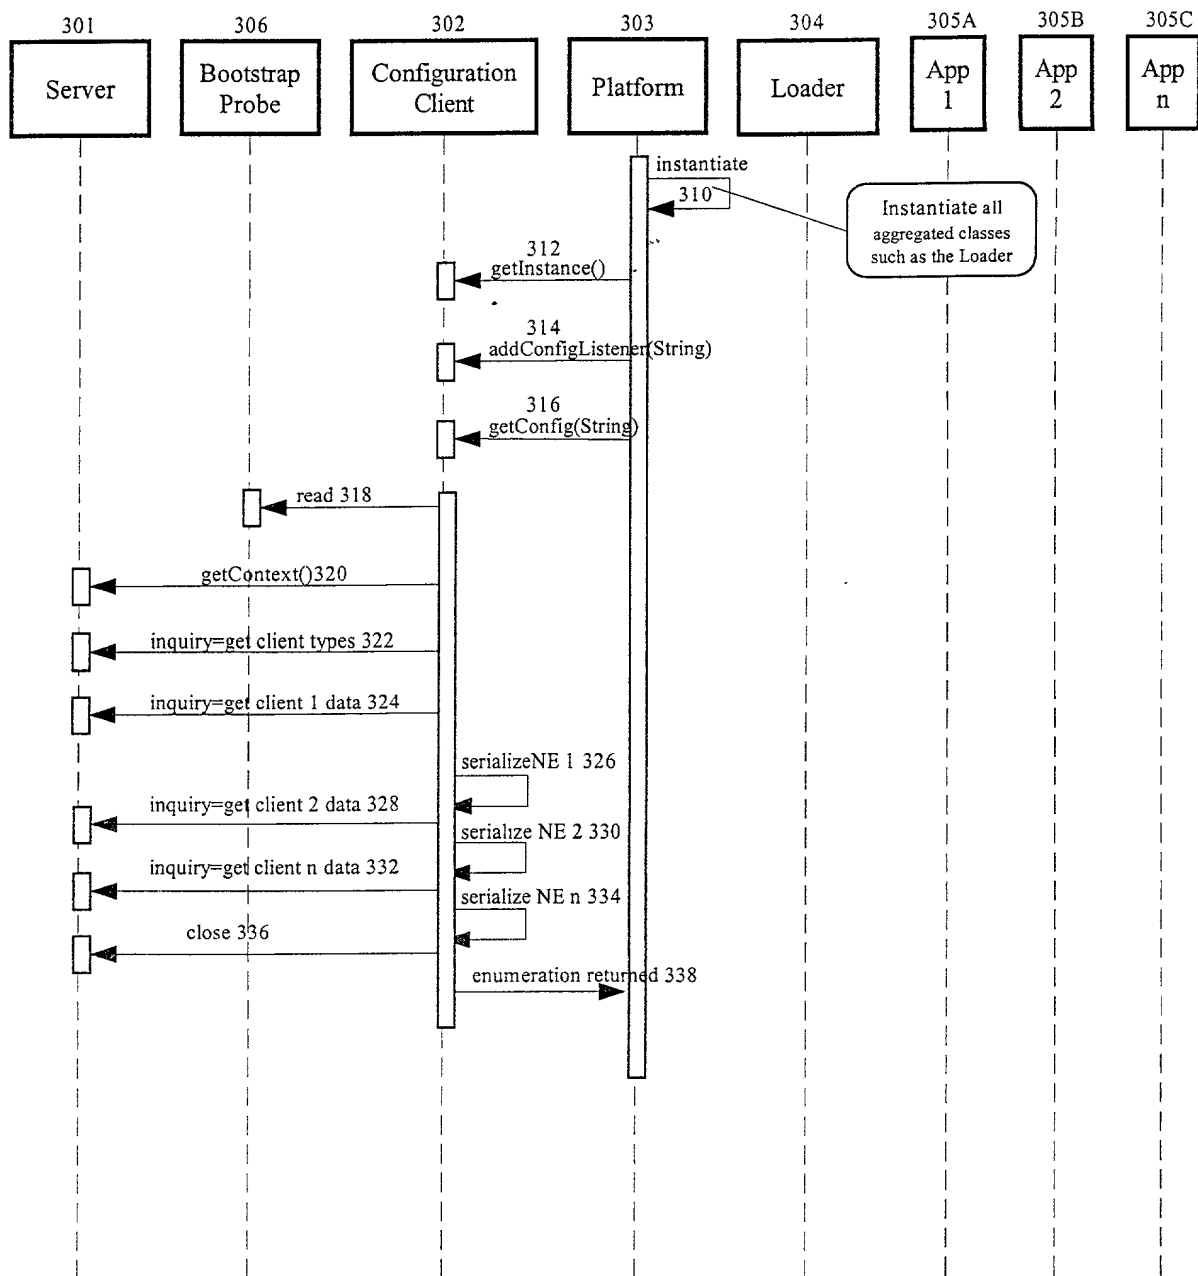 301
306
302
303
304
305A
305B
305C
Server
Bootstrap
Probe
Configuration
Client
Platform
Loader
App
1
App
2
App
n
instantiate
310
Instantiate all
aggregated classes
such as the Loader
312
getInstance()
314
addConfigListener(String)
316
getConfig(String)
read 318
getContext()320
inquiry=get client types 322
inquiry=get client 1 data 324
serializeNE 1 326
inquiry=get client 2 data 328
serialize NE 2 330
inquiry=get client n data 332
serialize NE n 334
close 336
enumeration returned 338